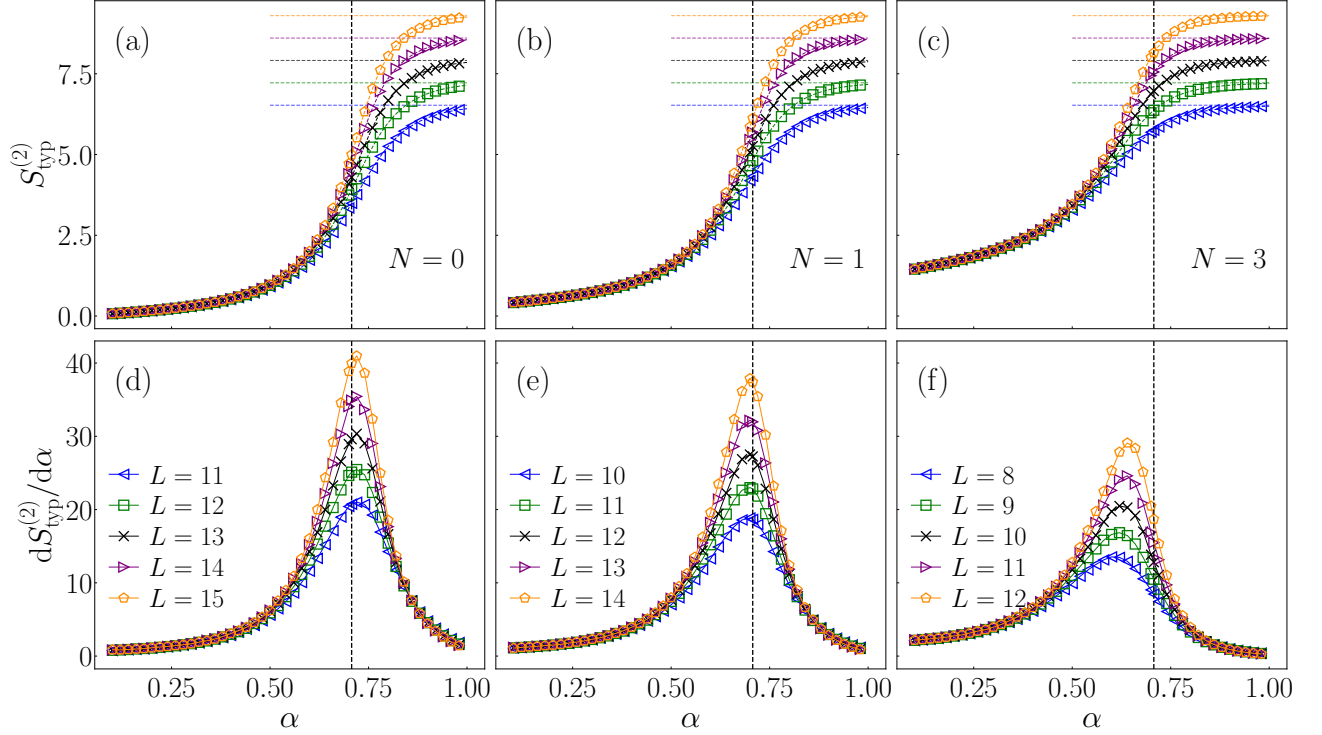 (a)
(b)
(c)
7.5
5.0
2.5
0.0
S_typ^(2)
N = 0
N = 1
N = 3
(d)
(e)
(f)
40
30
20
10
0
dS_typ^(2)/dα
L = 11
L = 12
L = 13
L = 14
L = 15
L = 10
L = 11
L = 12
L = 13
L = 14
L = 8
L = 9
L = 10
L = 11
L = 12
0.25 0.50 0.75 1.00
0.25 0.50 0.75 1.00
0.25 0.50 0.75 1.00
α
α
α